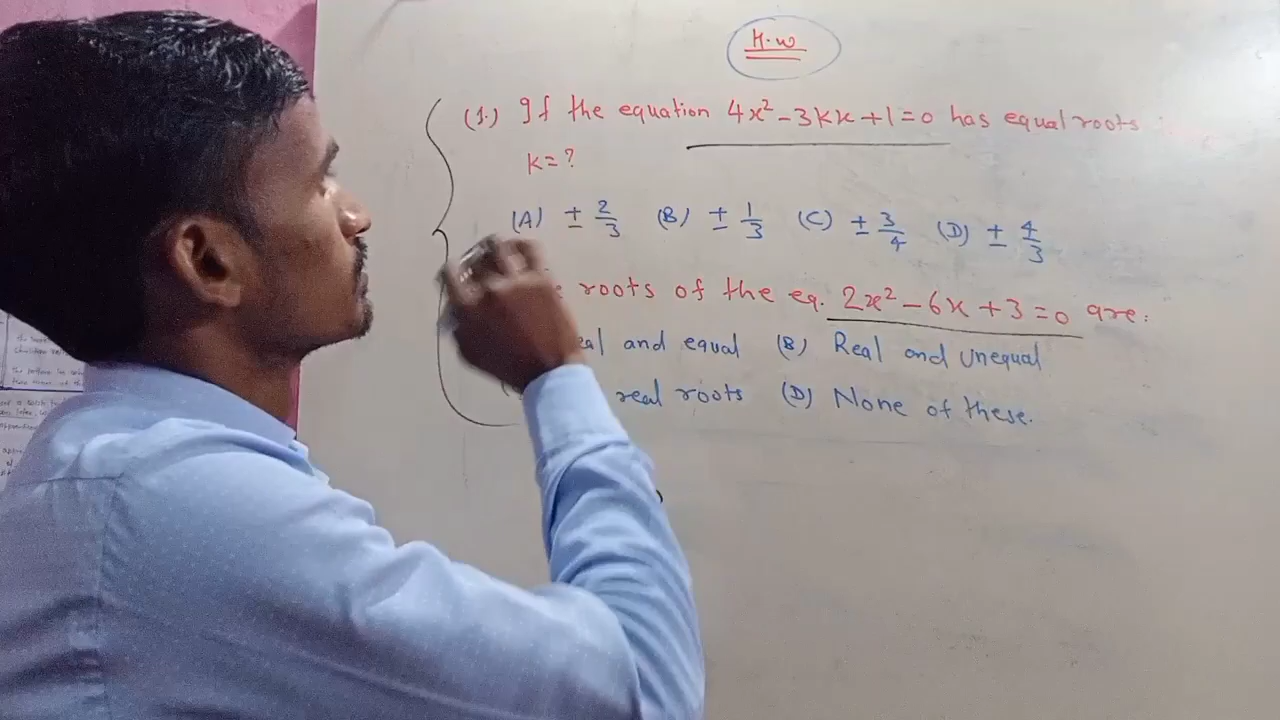 H.W
(1.) If the equation 4x² - 3kx + 1 = 0 has equal roots
k = ?
(A) ± 2/3 (B) ± 1/3 (C) ± 3/4 (D) ± 4/3
roots of the eq. 2x² - 6x + 3 = 0 are:
and equal (B) Real and unequal
real roots (D) None of these.